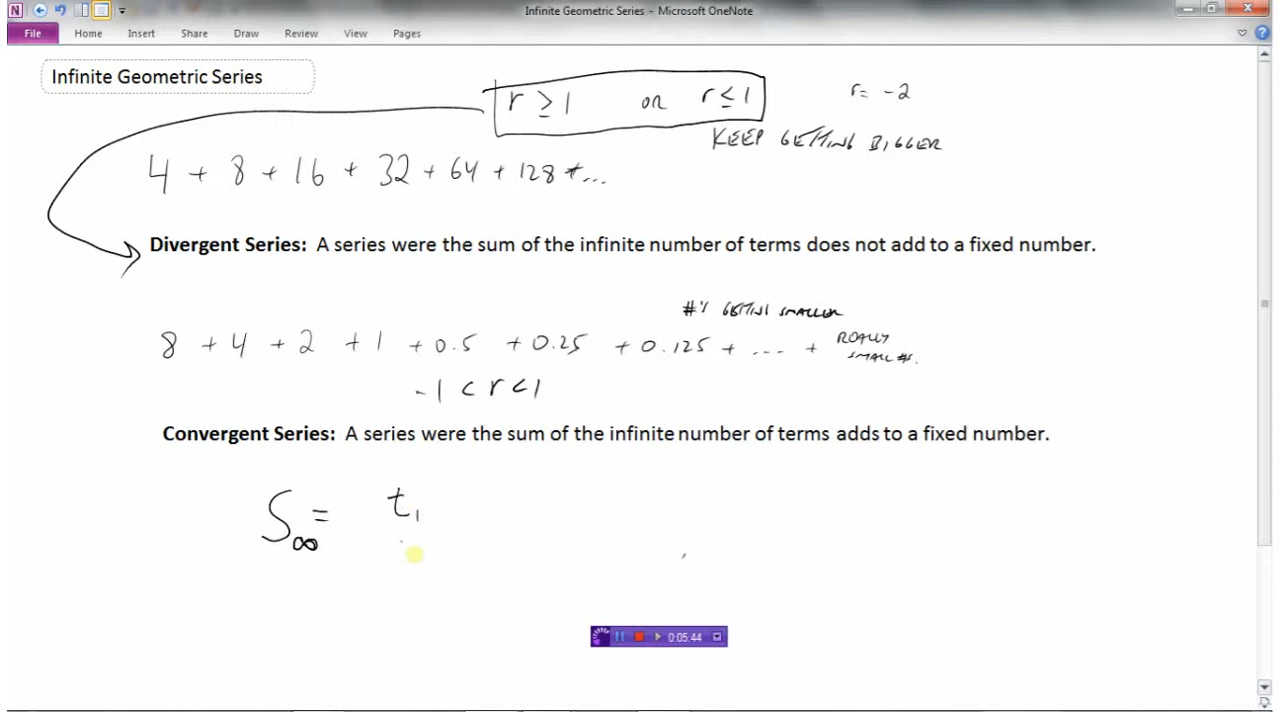 Infinite Geometric Series - Microsoft OneNote
File Home Insert Share Draw Review View Pages
Infinite Geometric Series
r ≥ 1 or r ≤ 1
r = -2
KEEP GETTING BIGGER
4 + 8 + 16 + 32 + 64 + 128 + ...
Divergent Series: A series were the sum of the infinite number of terms does not add to a fixed number.
#'s GETTING SMALLER
8 + 4 + 2 + 1 + 0.5 + 0.25 + 0.125 + ... + REALLY
SMALL #s.
-1 < r < 1
Convergent Series: A series were the sum of the infinite number of terms adds to a fixed number.
S∞ = t₁
0:05:44